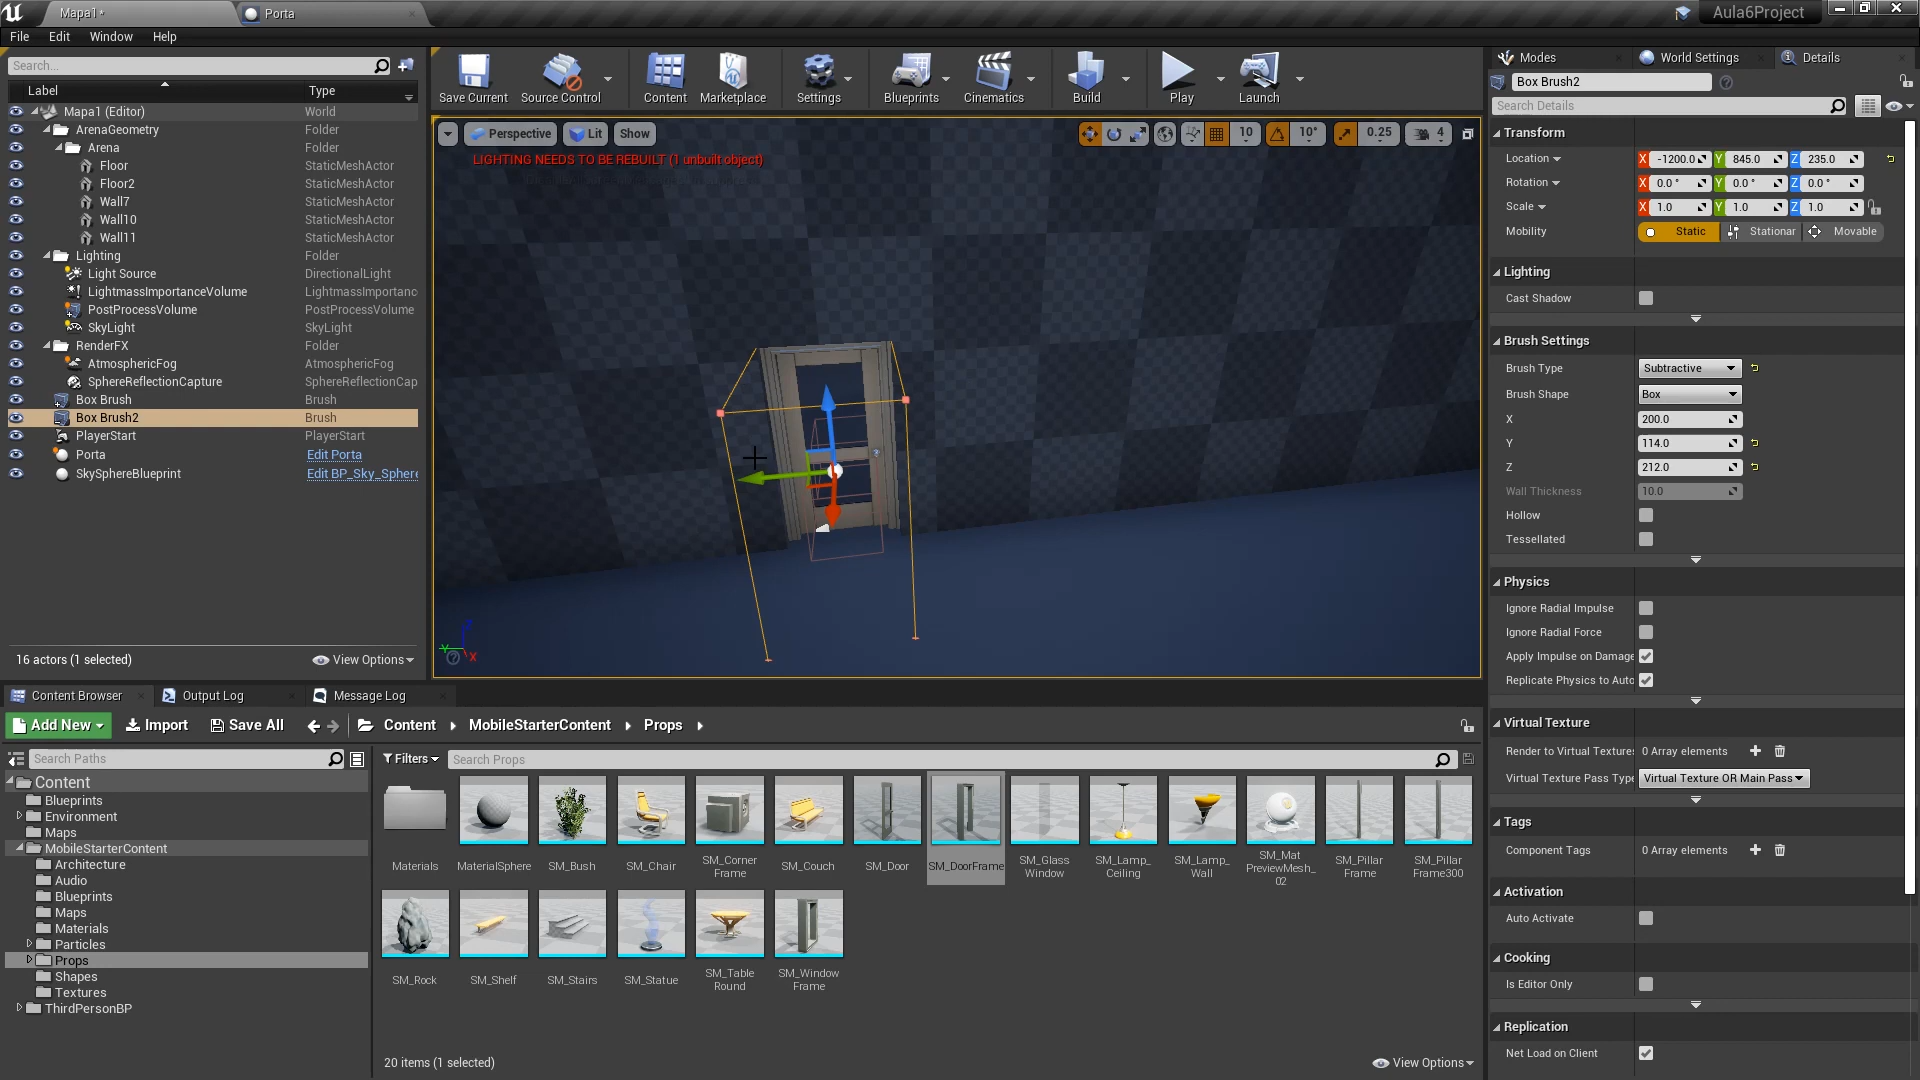 Mapa1*
Porta
Aula6Project
File Edit Window Help
Search...
Label Type
Mapa1 (Editor) World
ArenaGeometry Folder
Arena Folder
Floor StaticMeshActor
Floor2 StaticMeshActor
Wall7 StaticMeshActor
Wall10 StaticMeshActor
Wall11 StaticMeshActor
Lighting Folder
Light Source DirectionalLight
LightmassImportanceVolume LightmassImportanc
PostProcessVolume PostProcessVolume
SkyLight SkyLight
RenderFX Folder
AtmosphericFog AtmosphericFog
SphereReflectionCapture SphereReflectionCap
Box Brush Brush
Box Brush2 Brush
PlayerStart PlayerStart
Porta Edit Porta
SkySphereBlueprint Edit BP_Sky_Sphere
16 actors (1 selected) View Options
Save Current Source Control Content Marketplace Settings Blueprints Cinematics Build Play Launch
Perspective Lit Show 10 10° 0.25 4
LIGHTING NEEDS TO BE REBUILT (1 unbuilt object)
Modes World Settings Details
Box Brush2
Search Details
Transform
Location X -1200.0 Y 845.0 Z 235.0
Rotation X 0.0 ° Y 0.0 ° Z 0.0 °
Scale X 1.0 Y 1.0 Z 1.0
Mobility Static Stationar Movable
Lighting
Cast Shadow
Brush Settings
Brush Type Subtractive
Brush Shape Box
X 200.0
Y 114.0
Z 212.0
Wall Thickness 10.0
Hollow
Tessellated
Physics
Ignore Radial Impulse
Ignore Radial Force
Apply Impulse on Damage
Replicate Physics to Auto
Virtual Texture
Render to Virtual Textures 0 Array elements
Virtual Texture Pass Type Virtual Texture OR Main Pass
Tags
Component Tags 0 Array elements
Activation
Auto Activate
Cooking
Is Editor Only
Replication
Net Load on Client
Content Browser Output Log Message Log
Add New Import Save All Content MobileStarterContent Props
Search Paths
Content
Blueprints
Environment
Maps
MobileStarterContent
Architecture
Audio
Blueprints
Maps
Materials
Particles
Props
Shapes
Textures
ThirdPersonBP
Filters Search Props
Materials MaterialSphere SM_Bush SM_Chair SM_Corner Frame SM_Couch SM_Door SM_DoorFrame SM_Glass Window SM_Lamp_ Ceiling SM_Lamp_ Wall SM_Mat PreviewMesh_ 02 SM_Pillar Frame SM_Pillar Frame300
SM_Rock SM_Shelf SM_Stairs SM_Statue SM_Table Round SM_Window Frame
20 items (1 selected) View Options